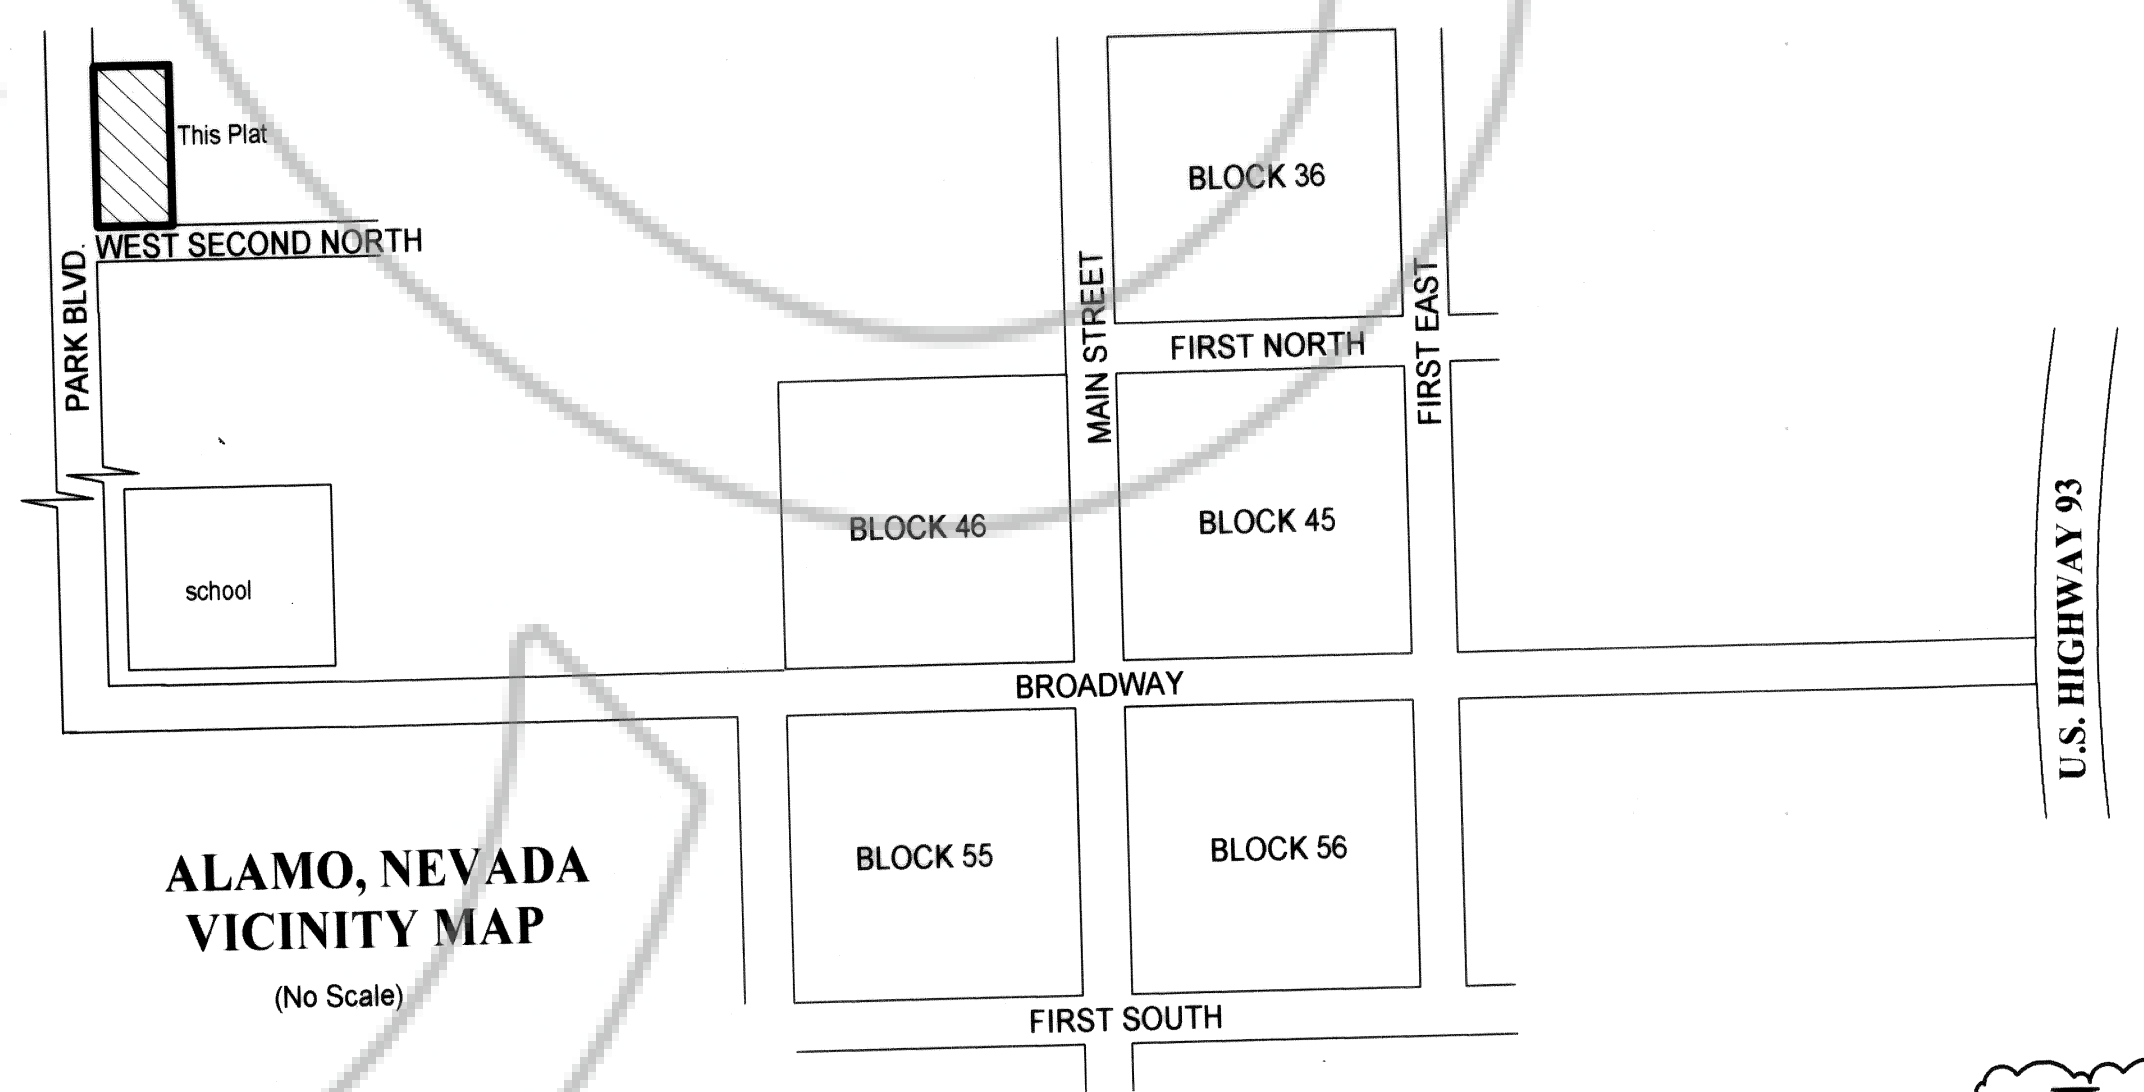 This Plat
WEST SECOND NORTH
PARK BLVD.
BLOCK 36
MAIN STREET
FIRST EAST
FIRST NORTH
BLOCK 46
BLOCK 45
school
U.S. HIGHWAY 93
BROADWAY
BLOCK 55
BLOCK 56
ALAMO, NEVADA
VICINITY MAP
(No Scale)
FIRST SOUTH